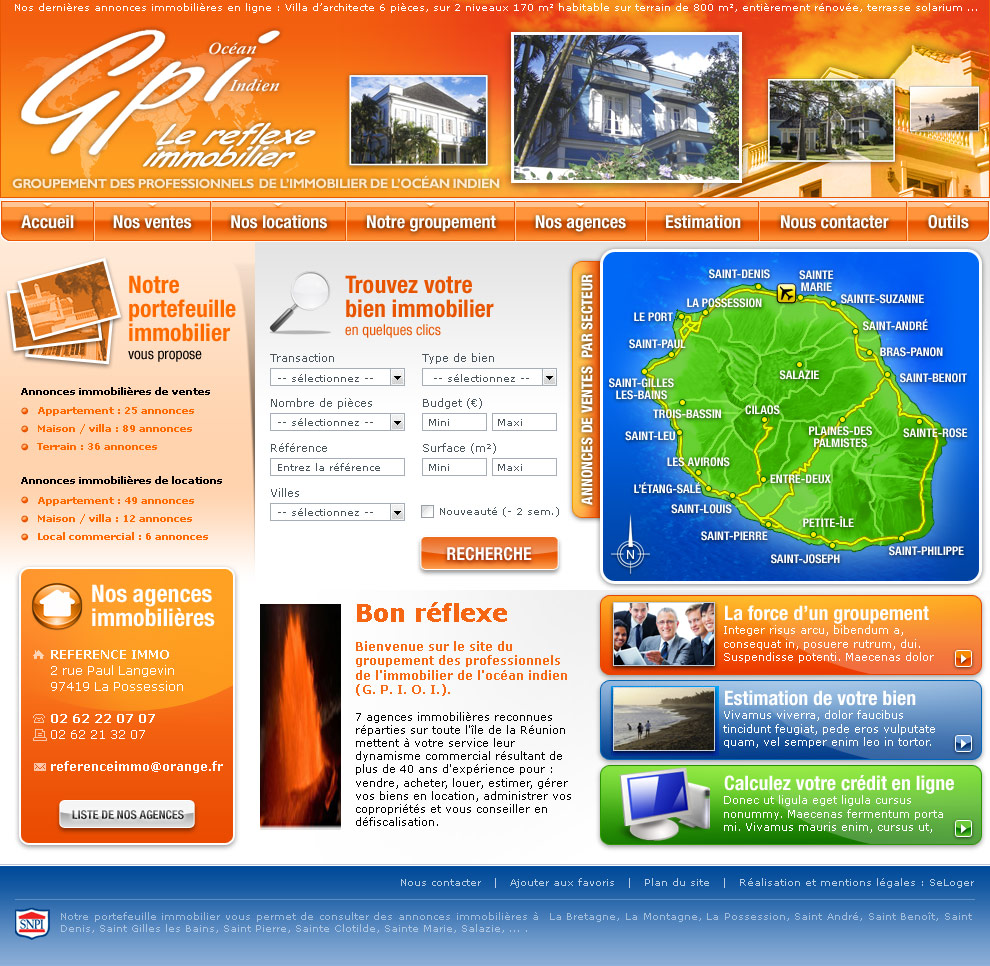 Nos dernières annonces immobilières en ligne : Villa d'architecte 6 pièces, sur 2 niveaux 170 m² habitable sur terrain de 800 m², entièrement rénovée, terrasse solarium ...
Gpi
Océan
Indien
Le reflexe
immobilier
GROUPEMENT DES PROFESSIONNELS DE L'IMMOBILIER DE L'OCÉAN INDIEN
Accueil
Nos ventes
Nos locations
Notre groupement
Nos agences
Estimation
Nous contacter
Outils
Notre
portefeuille
immobilier
vous propose
Annonces immobilières de ventes
Appartement : 25 annonces
Maison / villa : 89 annonces
Terrain : 36 annonces
Annonces immobilières de locations
Appartement : 49 annonces
Maison / villa : 12 annonces
Local commercial : 6 annonces
Nos agences
immobilières
REFERENCE IMMO
2 rue Paul Langevin
97419 La Possession
02 62 22 07 07
02 62 21 32 07
referenceimmo@orange.fr
LISTE DE NOS AGENCES
Trouvez votre
bien immobilier
en quelques clics
Transaction
-- sélectionnez --
Type de bien
-- sélectionnez --
Nombre de pièces
-- sélectionnez --
Budget (€)
Mini
Maxi
Référence
Entrez la référence
Surface (m²)
Mini
Maxi
Villes
-- sélectionnez --
Nouveauté (- 2 sem.)
RECHERCHE
ANNONCES DE VENTES PAR SECTEUR
SAINT-DENIS
SAINTE
MARIE
LA POSSESSION
SAINTE-SUZANNE
LE PORT
SAINT-ANDRÉ
SAINT-PAUL
BRAS-PANON
SALAZIE
SAINT-BENOIT
SAINT-GILLES
LES-BAINS
TROIS-BASSIN
CILAOS
PLAINES-DES
PALMISTES
SAINTE-ROSE
SAINT-LEU
LES AVIRONS
ENTRE-DEUX
L'ÉTANG-SALÉ
SAINT-LOUIS
PETITE-ÎLE
SAINT-PIERRE
SAINT-JOSEPH
SAINT-PHILIPPE
N
Bon réflexe
Bienvenue sur le site du
groupement des professionnels
de l'immobilier de l'océan indien
(G. P. I. O. I.).
7 agences immobilières reconnues
réparties sur toute l'île de la Réunion
mettent à votre service leur
dynamisme commercial résultant de
plus de 40 ans d'expérience pour :
vendre, acheter, louer, estimer, gérer
vos biens en location, administrer vos
copropriétés et vous conseiller en
défiscalisation.
La force d'un groupement
Integer risus arcu, bibendum a,
consequat in, posuere rutrum, dui.
Suspendisse potenti. Maecenas dolor
Estimation de votre bien
Vivamus viverra, dolor faucibus
tincidunt feugiat, pede eros vulputate
quam, vel semper enim leo in tortor.
Calculez votre crédit en ligne
Donec ut ligula eget ligula cursus
nonummy. Maecenas fermentum porta
mi. Vivamus mauris enim, cursus ut,
Nous contacter | Ajouter aux favoris | Plan du site | Réalisation et mentions légales : SeLoger
SNPI
Notre portefeuille immobilier vous permet de consulter des annonces immobilières à La Bretagne, La Montagne, La Possession, Saint André, Saint Benoît, Saint
Denis, Saint Gilles les Bains, Saint Pierre, Sainte Clotilde, Sainte Marie, Salazie, ... .